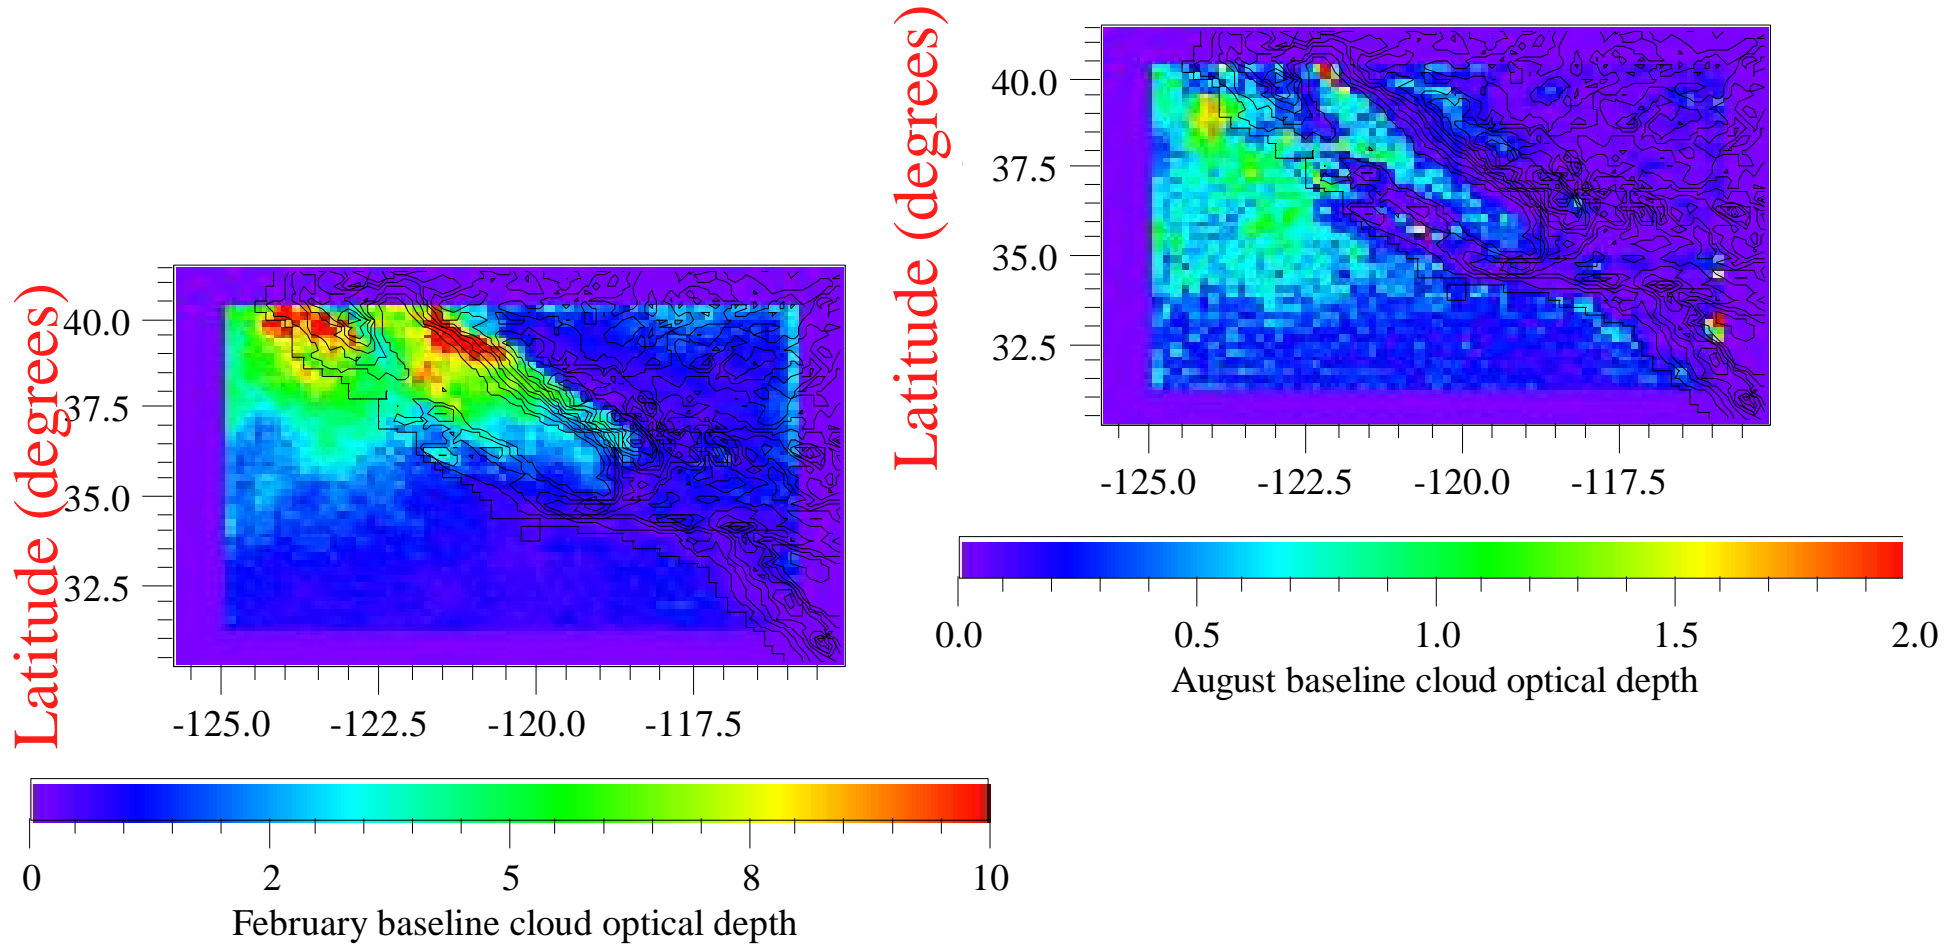 Latitude (degrees)
40.0
37.5
35.0
32.5
-125.0 -122.5 -120.0 -117.5
0 2 5 8 10
February baseline cloud optical depth
Latitude (degrees)
40.0
37.5
35.0
32.5
-125.0 -122.5 -120.0 -117.5
0.0 0.5 1.0 1.5 2.0
August baseline cloud optical depth